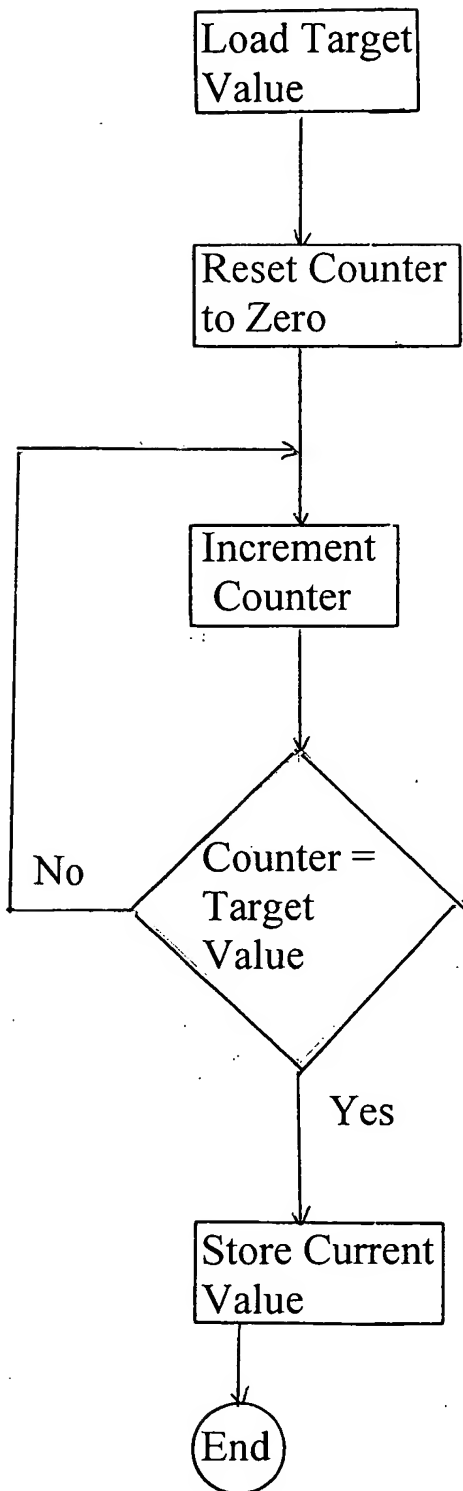 Load Target
Value
Reset Counter
to Zero
Increment
Counter
Counter =
Target
Value
No
Yes
Store Current
Value
End